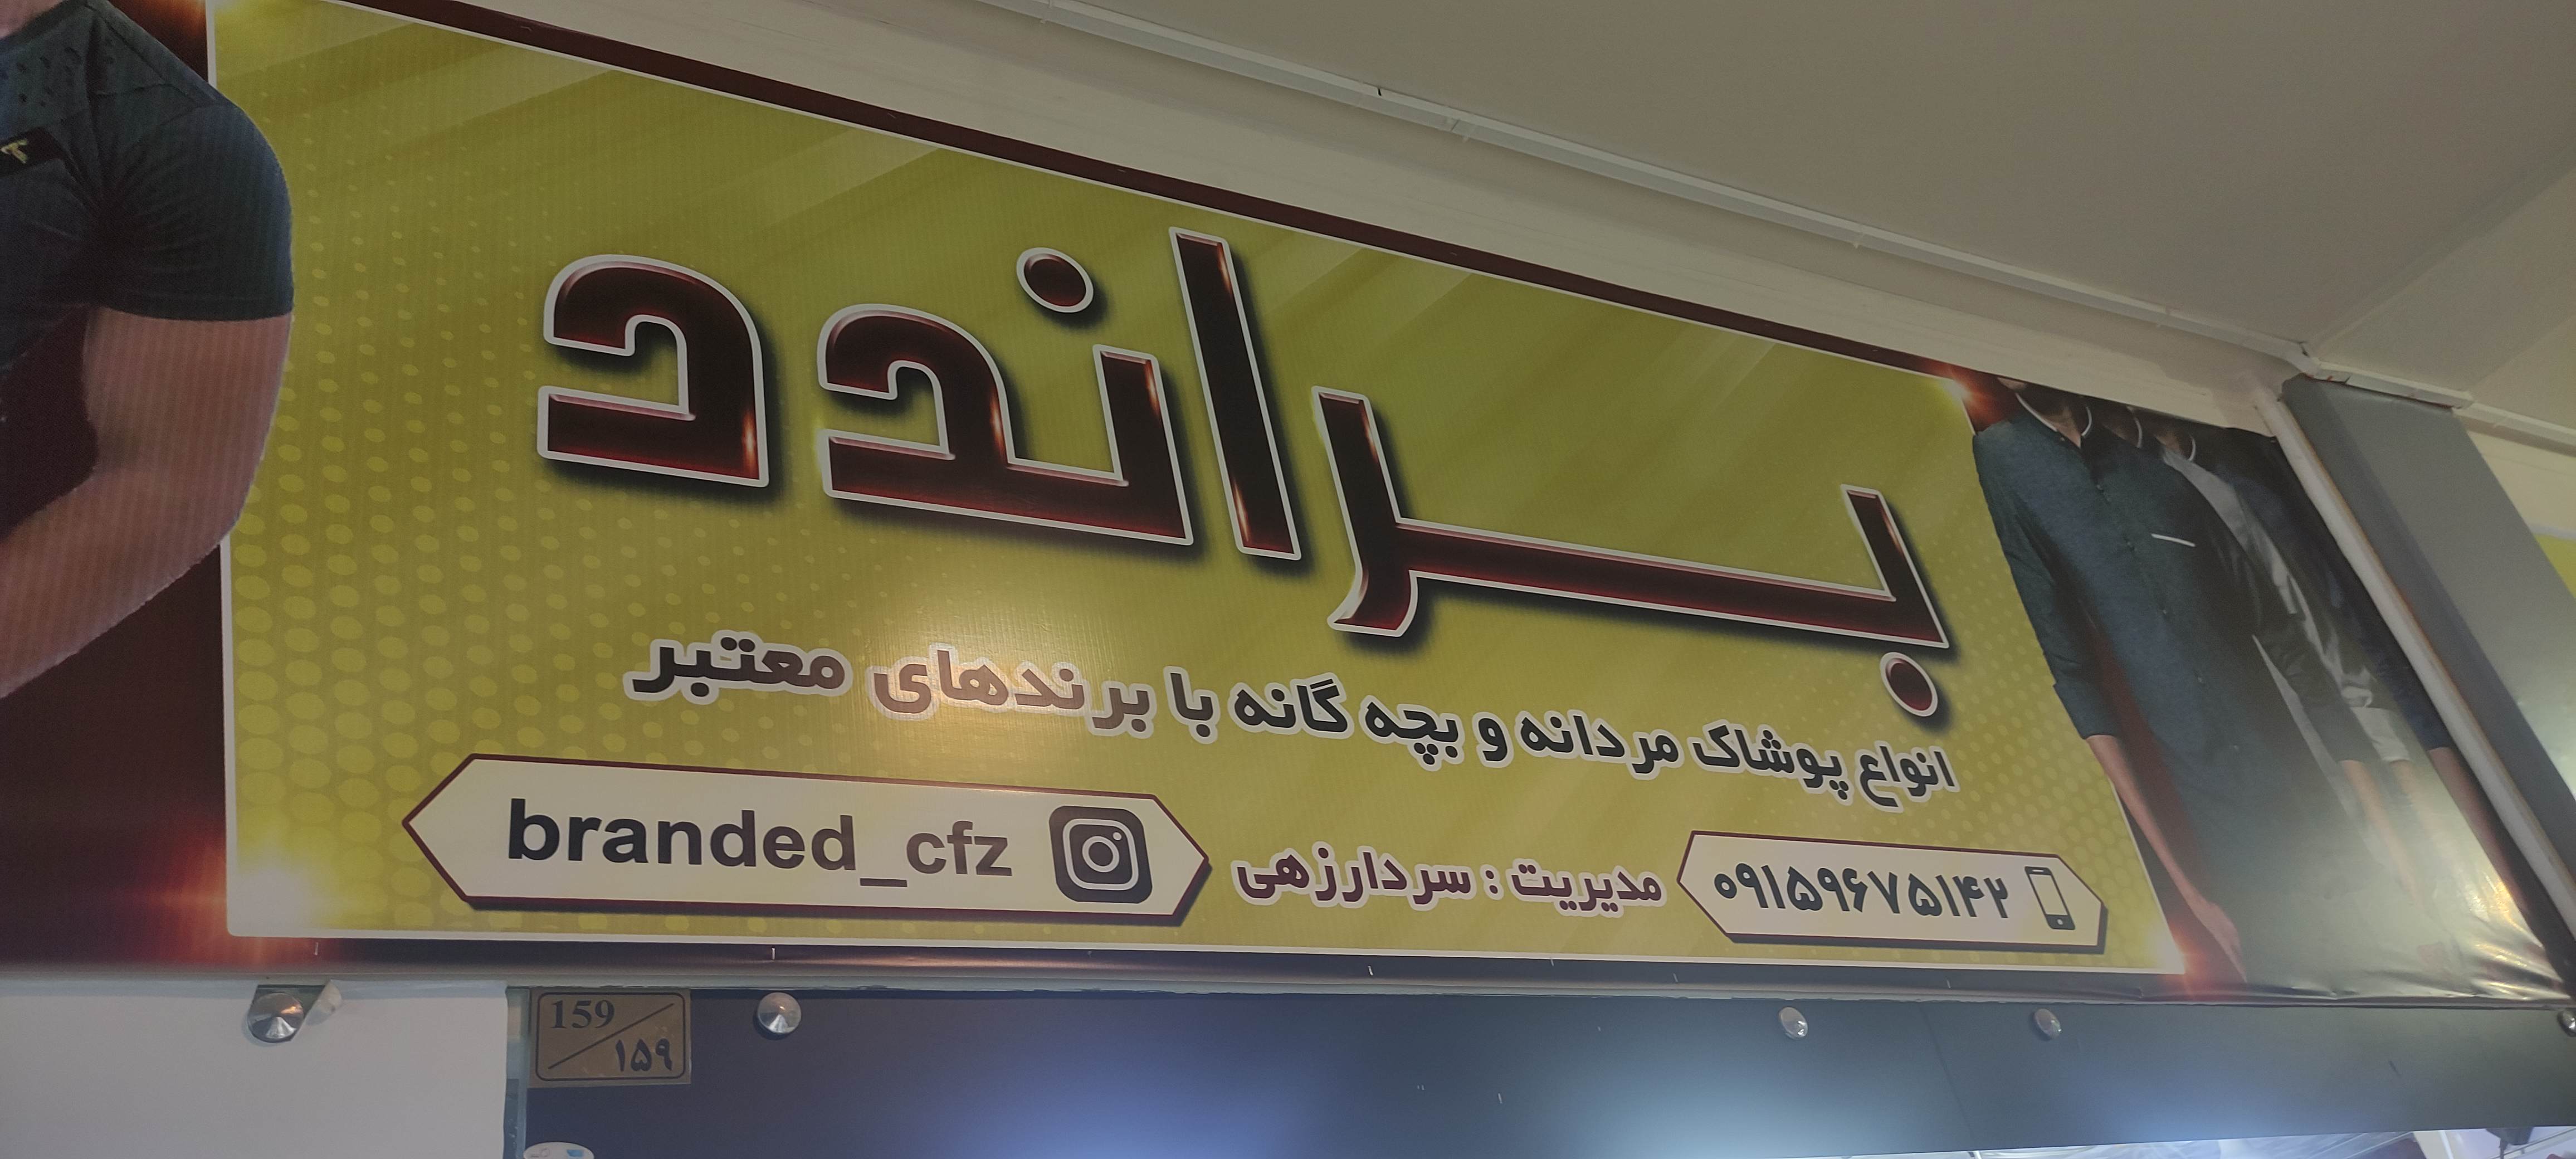 براندد
انواع پوشاک مردانه و بچه گانه با برندهای معتبر
۰۹۱۵۹۶۷۵۱۴۲
مدیریت : سردارزهی
branded_cfz
159
۱۵۹